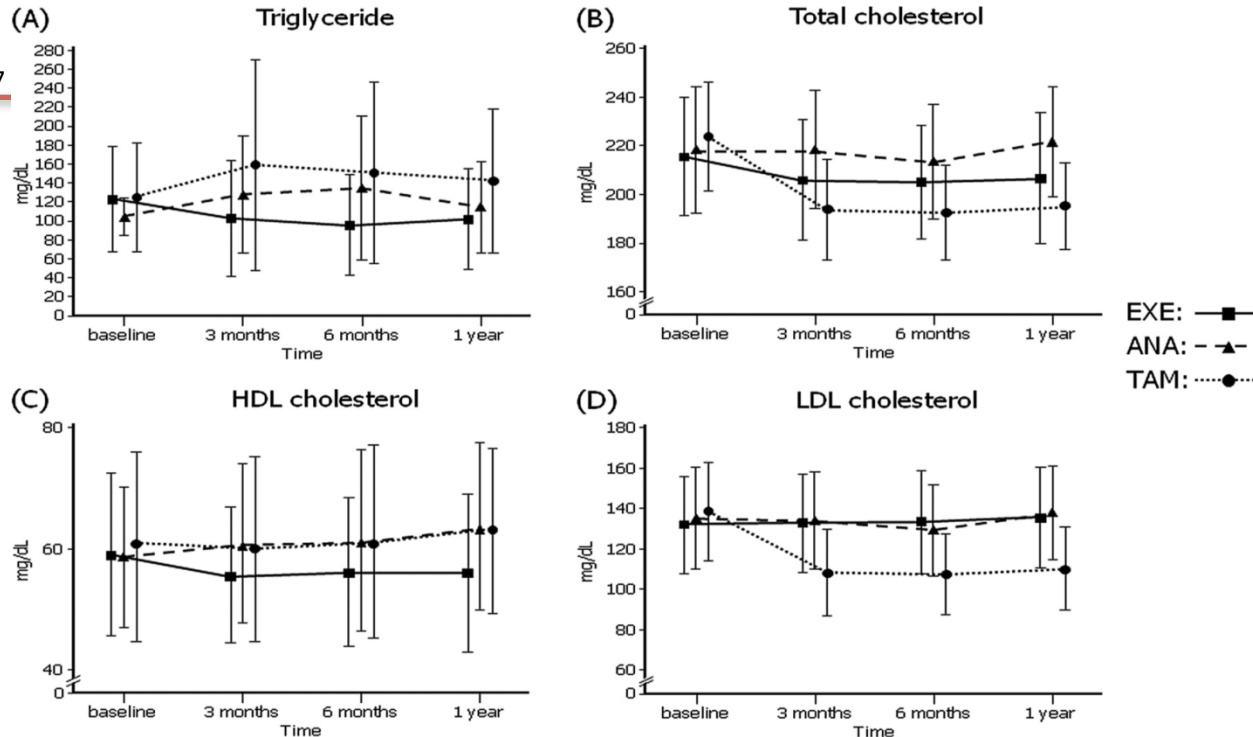 7
(A) Triglyceride
280
260
240
220
200
180
160
140
120
100
80
60
40
20
0
mg/dL
baseline 3 months 6 months 1 year
Time
(B) Total cholesterol
260
240
220
200
180
160
0
mg/dL
baseline 3 months 6 months 1 year
Time
EXE:
ANA:
TAM:
(C) HDL cholesterol
80
60
40
0
mg/dL
baseline 3 months 6 months 1 year
Time
(D) LDL cholesterol
180
160
140
120
100
80
60
0
mg/dL
baseline 3 months 6 months 1 year
Time